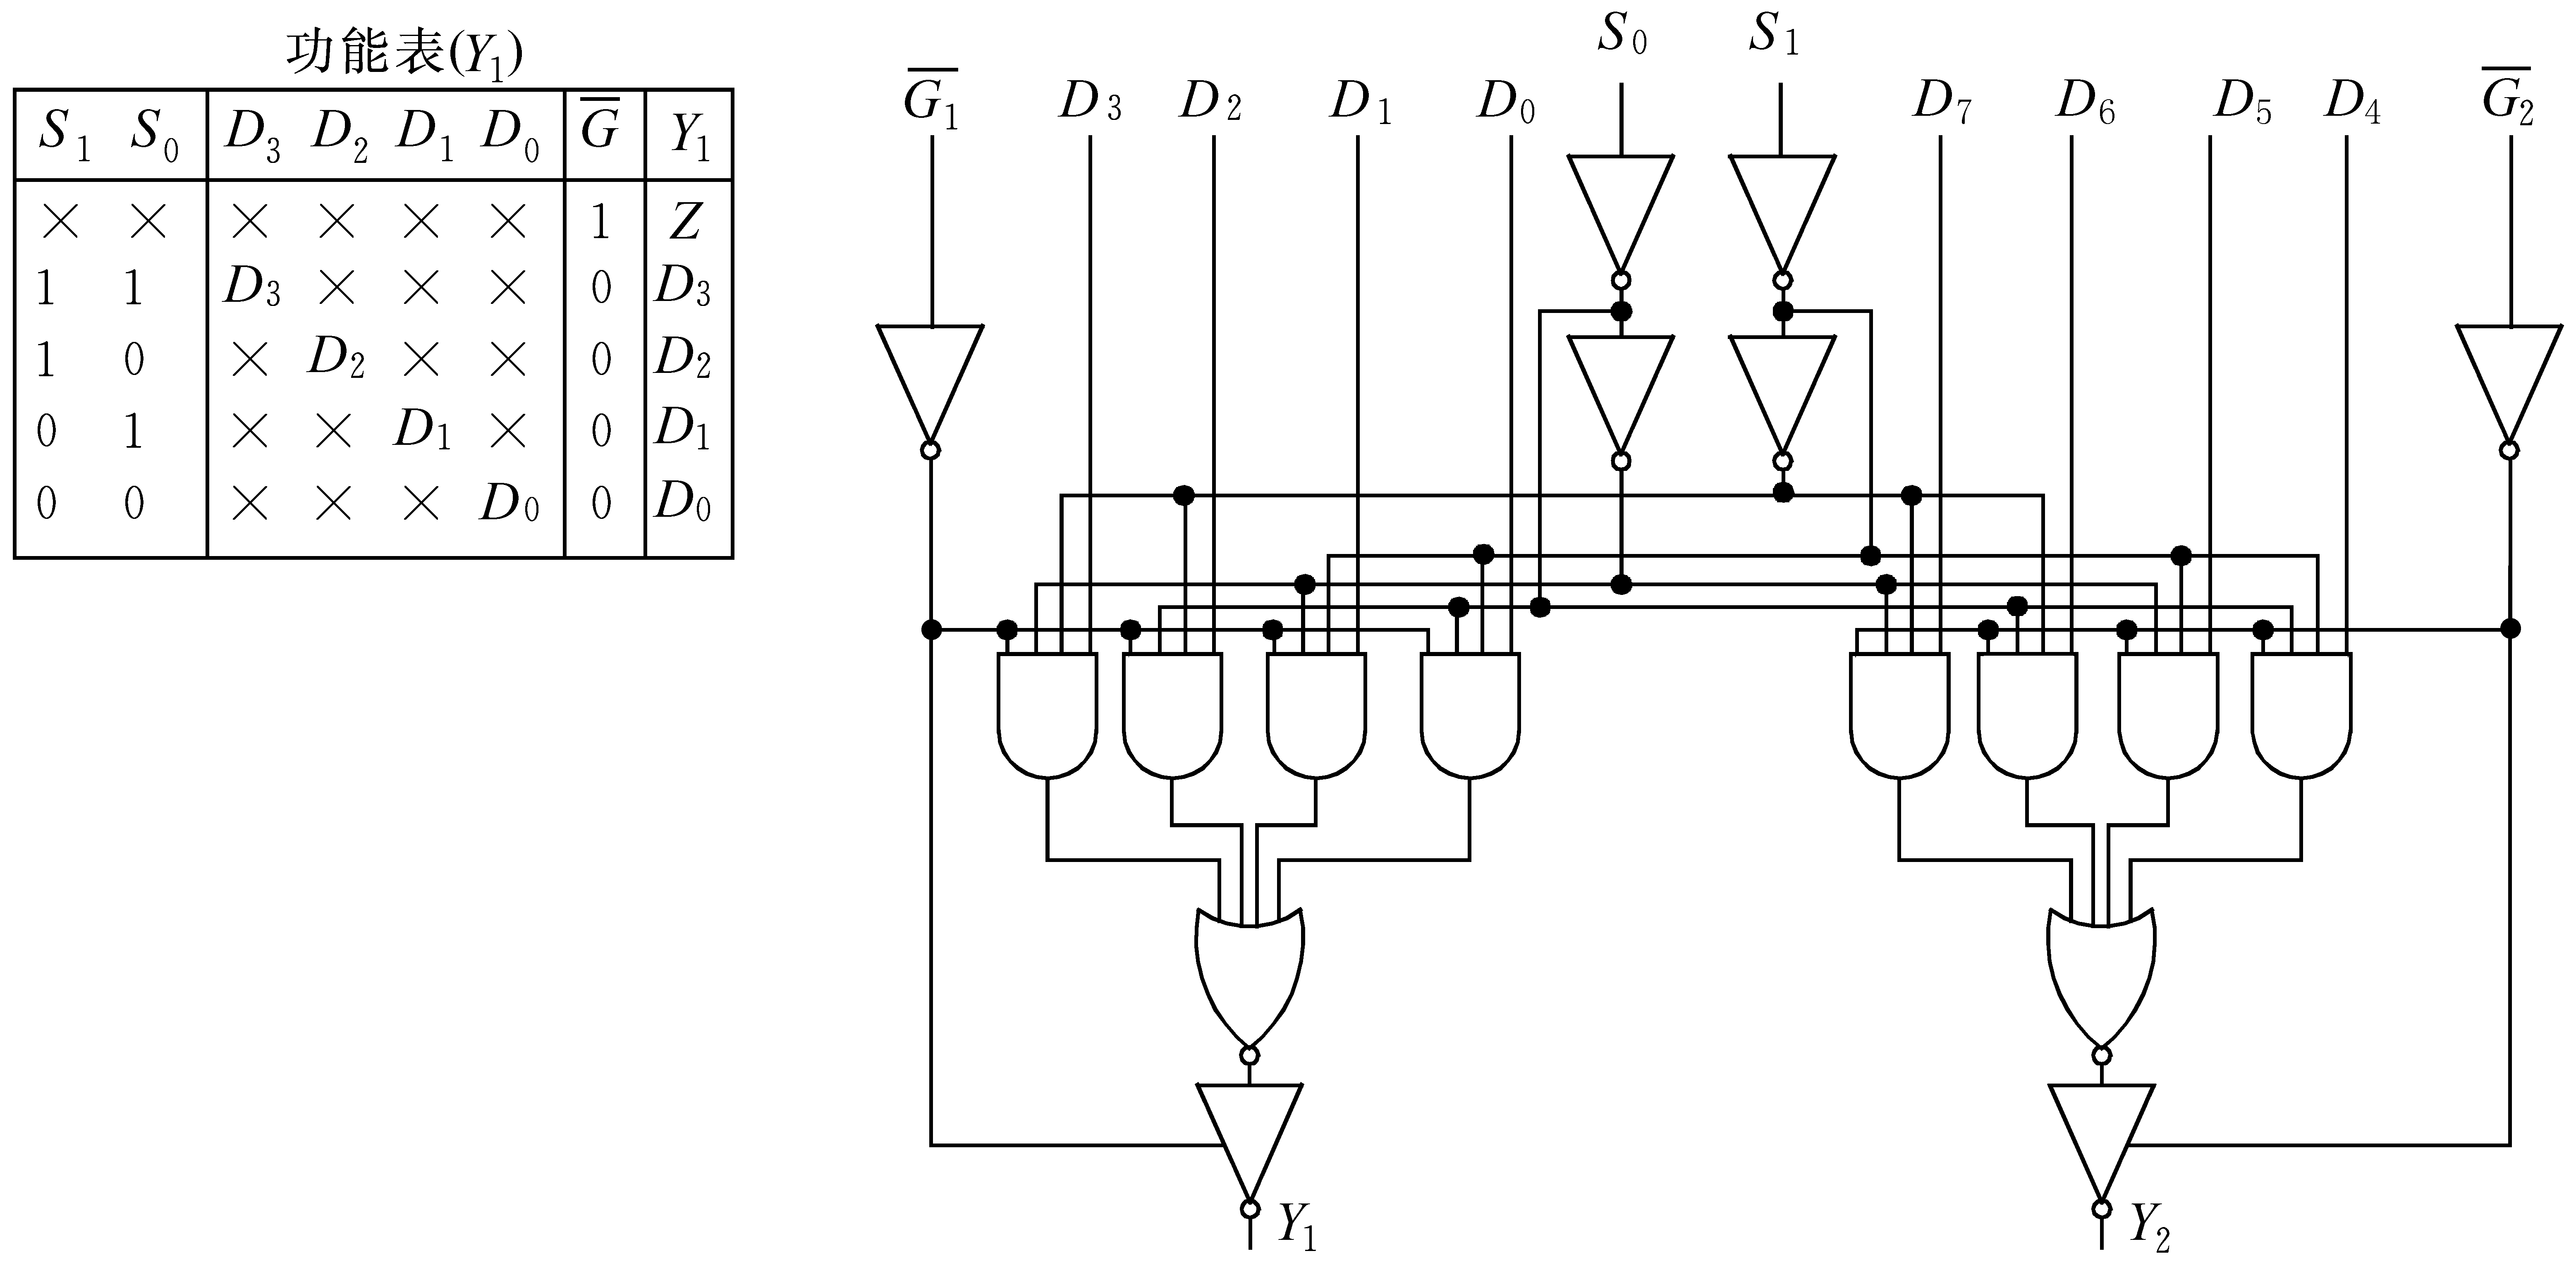 功能表(Y₁)
S₁ S₀ D₃ D₂ D₁ D₀ G̅ Y₁
× × × × × × 1 Z
1 1 D₃ × × × 0 D₃
1 0 × D₂ × × 0 D₂
0 1 × × D₁ × 0 D₁
0 0 × × × D₀ 0 D₀
S₀ S₁
G̅₁ D₃ D₂ D₁ D₀ D₇ D₆ D₅ D₄ G̅₂
Y₁ Y₂